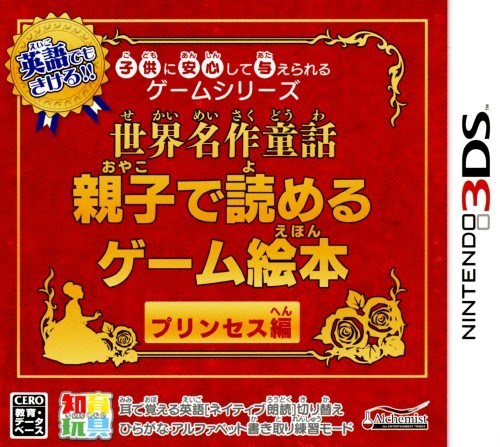 英語でも
きける!!
子供に安心して与えられる
ゲームシリーズ
世界名作童話
親子で読める
ゲーム絵本
プリンセス編
CERO
教育・データ
ベース
知育
玩具
耳で覚える英語[ネイティブ朗読]切り替え
ひらがな・アルファベット書き取り練習モード
Alchemist
NINTENDO 3DS